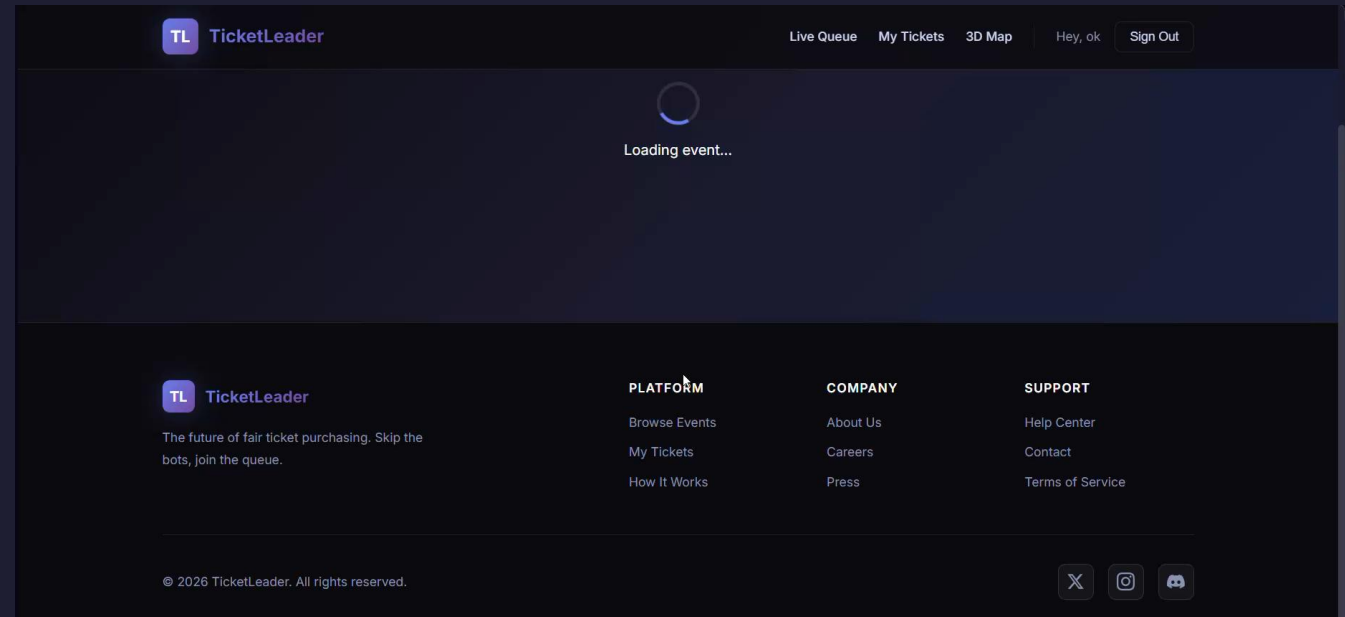 TL TicketLeader
Live Queue My Tickets 3D Map Hey, ok Sign Out
Loading event...
TL TicketLeader
The future of fair ticket purchasing. Skip the
bots, join the queue.
PLATFORM
Browse Events
My Tickets
How It Works
COMPANY
About Us
Careers
Press
SUPPORT
Help Center
Contact
Terms of Service
© 2026 TicketLeader. All rights reserved.